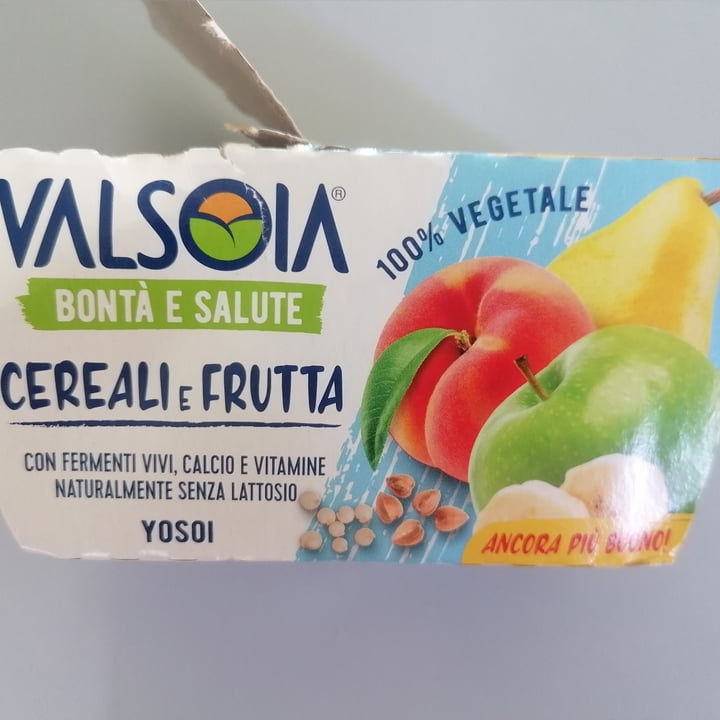 VALSOIA®
BONTÀ E SALUTE
CEREALI E FRUTTA
CON FERMENTI VIVI, CALCIO E VITAMINE
NATURALMENTE SENZA LATTOSIO
YOSOI
100% VEGETALE
ANCORA PIÙ BUONO!